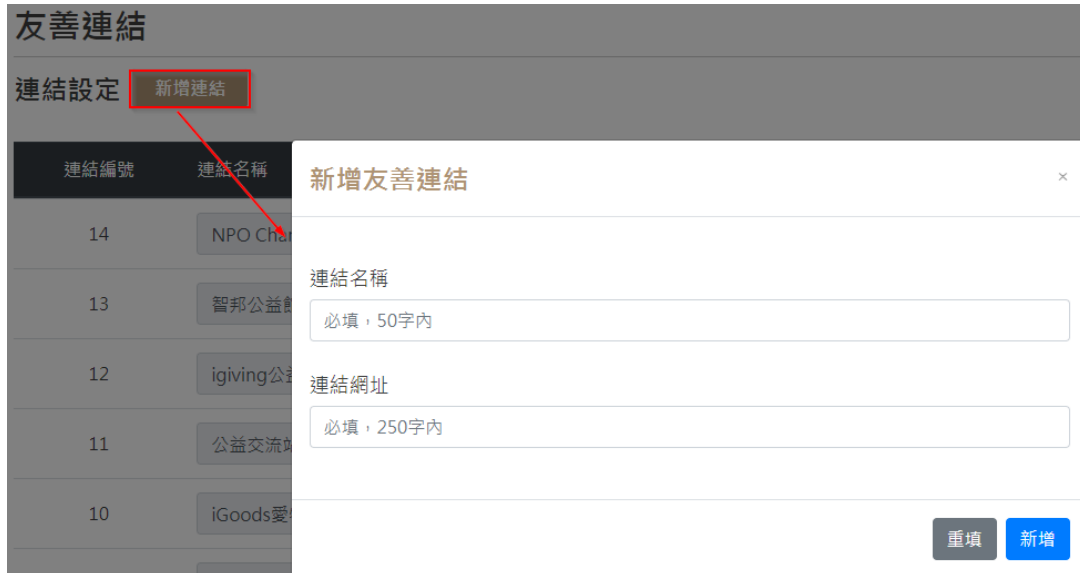 友善連結
連結設定 新增連結
連結編號 連結名稱
新增友善連結 ×
14 NPO Cha
連結名稱
13 智邦公益
必填，50字內
12 igiving公
連結網址
11 公益交流
必填，250字內
10 iGoods愛
重填 新增